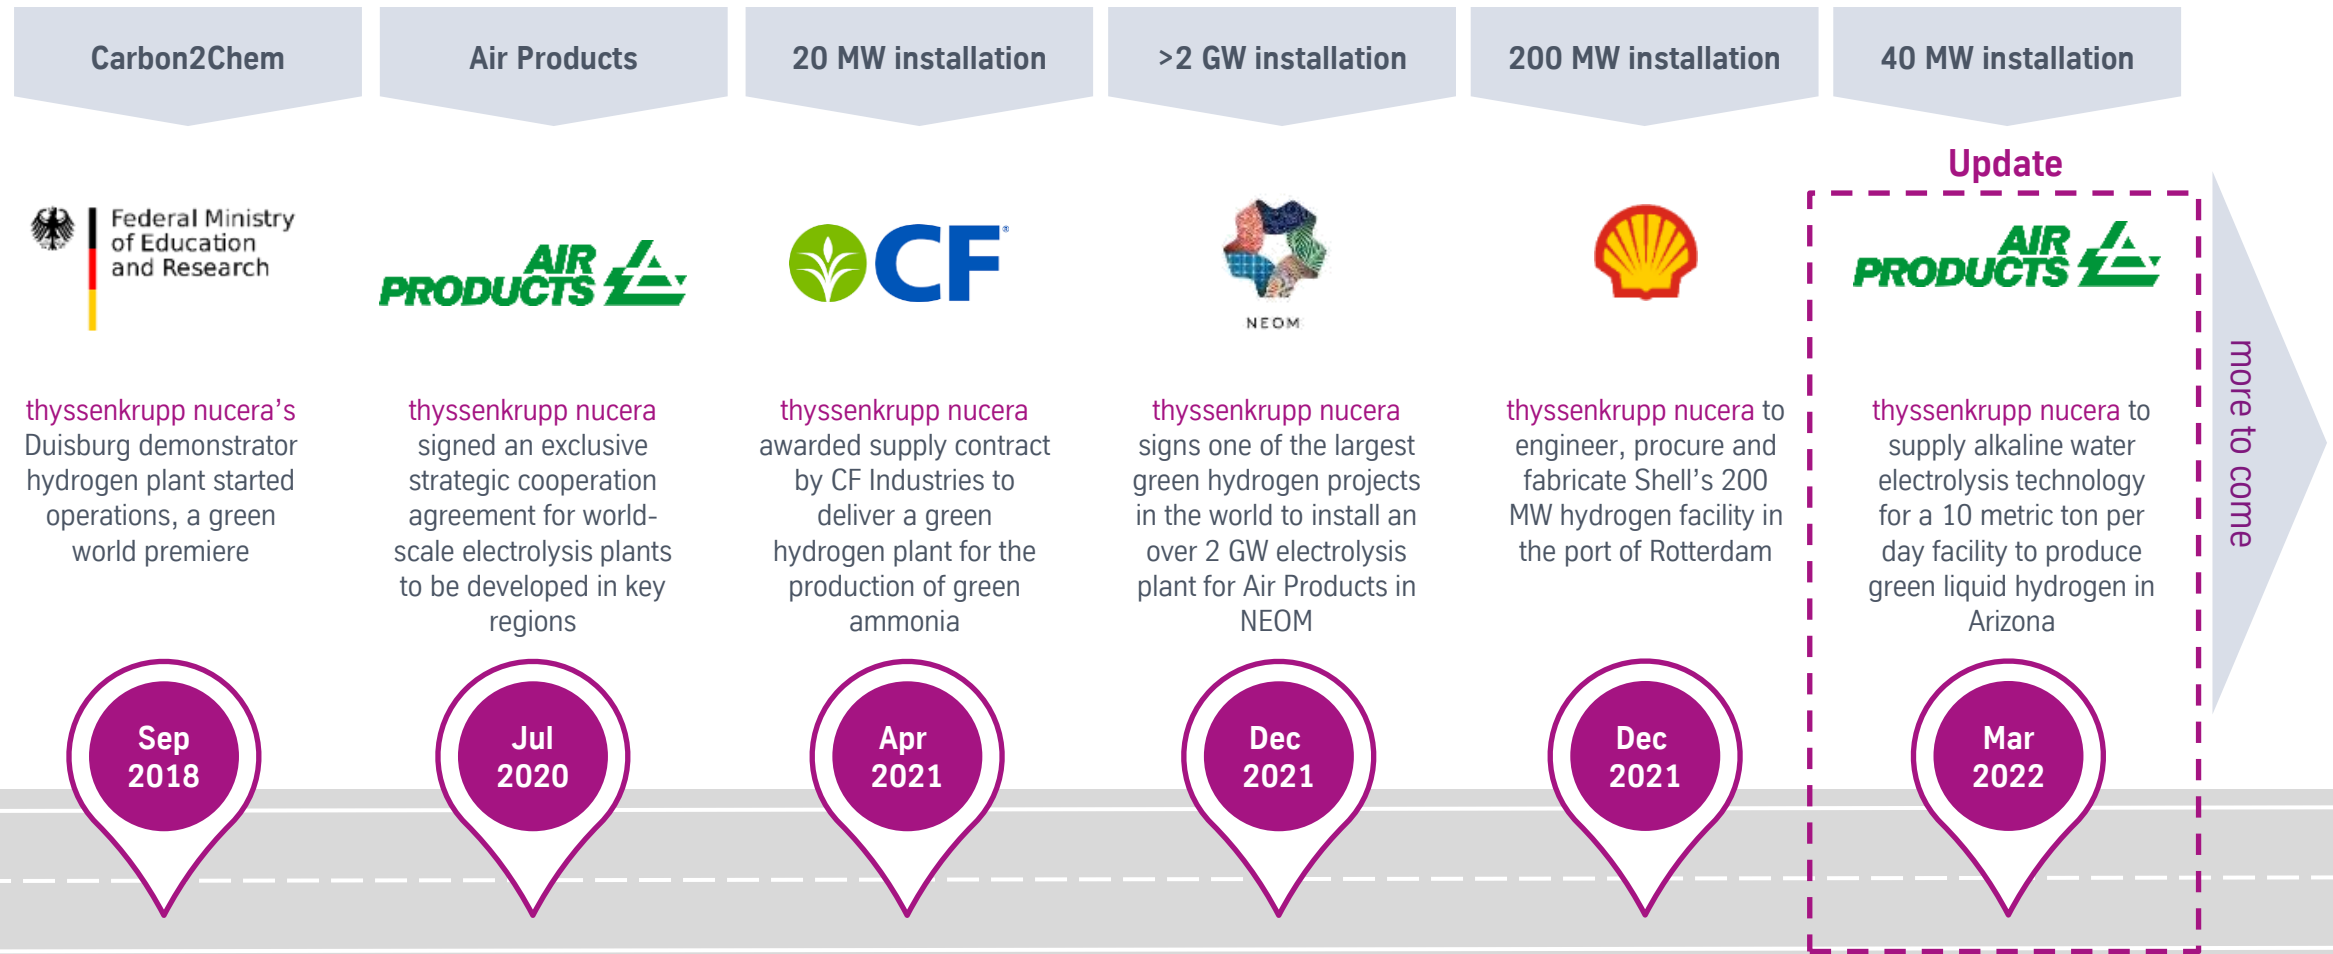 Carbon2Chem
Federal Ministry
of Education
and Research
thyssenkrupp nucera’s
Duisburg demonstrator
hydrogen plant started
operations, a green
world premiere
Sep
2018
Air Products
AIR
PRODUCTS
thyssenkrupp nucera
signed an exclusive
strategic cooperation
agreement for world-
scale electrolysis plants
to be developed in key
regions
Jul
2020
20 MW installation
CF®
thyssenkrupp nucera
awarded supply contract
by CF Industries to
deliver a green
hydrogen plant for the
production of green
ammonia
Apr
2021
>2 GW installation
NEOM
thyssenkrupp nucera
signs one of the largest
green hydrogen projects
in the world to install an
over 2 GW electrolysis
plant for Air Products in
NEOM
Dec
2021
200 MW installation
thyssenkrupp nucera to
engineer, procure and
fabricate Shell’s 200
MW hydrogen facility in
the port of Rotterdam
Dec
2021
40 MW installation
Update
AIR
PRODUCTS
thyssenkrupp nucera to
supply alkaline water
electrolysis technology
for a 10 metric ton per
day facility to produce
green liquid hydrogen in
Arizona
Mar
2022
more to come